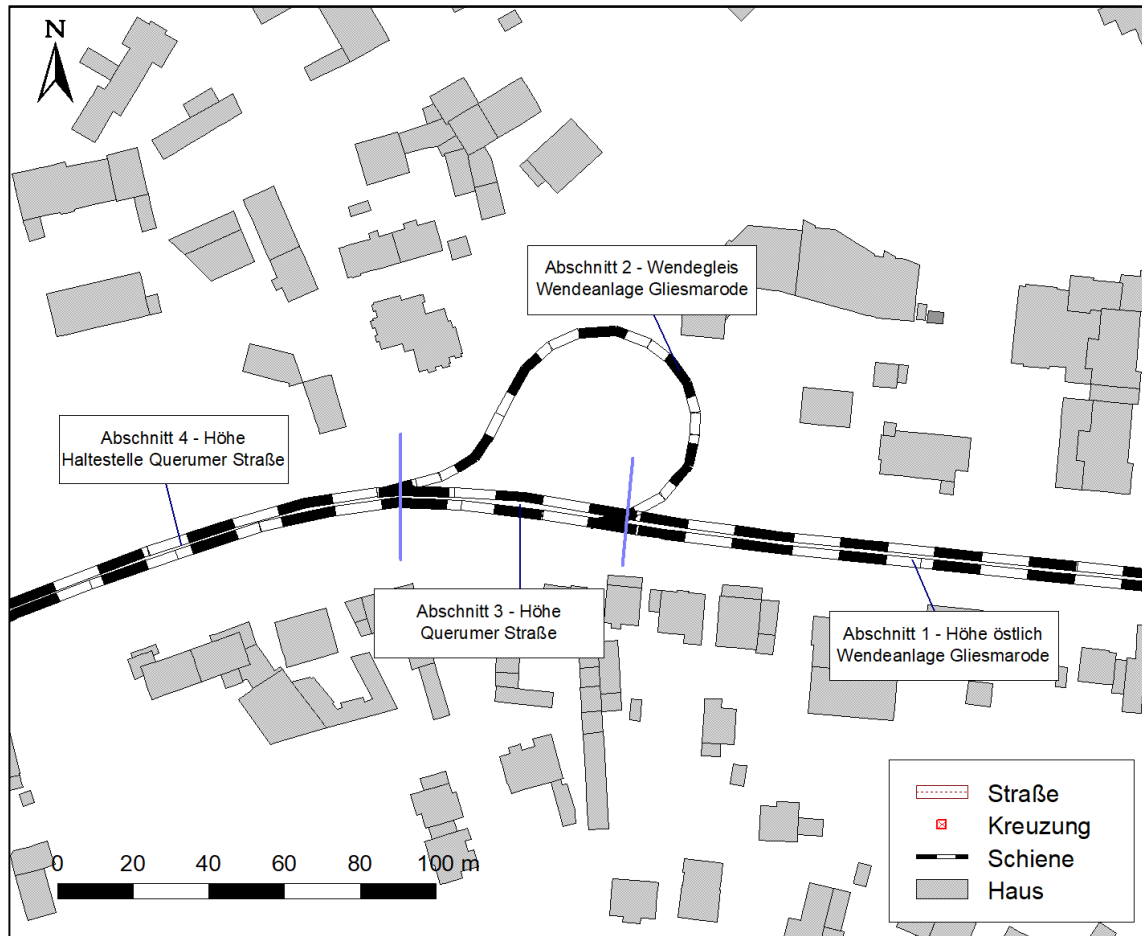 N
Abschnitt 2 - Wendegleis
Wendeanlage Gliesmarode
Abschnitt 4 - Höhe
Haltestelle Querumer Straße
Abschnitt 3 - Höhe
Querumer Straße
Abschnitt 1 - Höhe östlich
Wendeanlage Gliesmarode
Straße
Kreuzung
Schiene
Haus
0 20 40 60 80 100 m